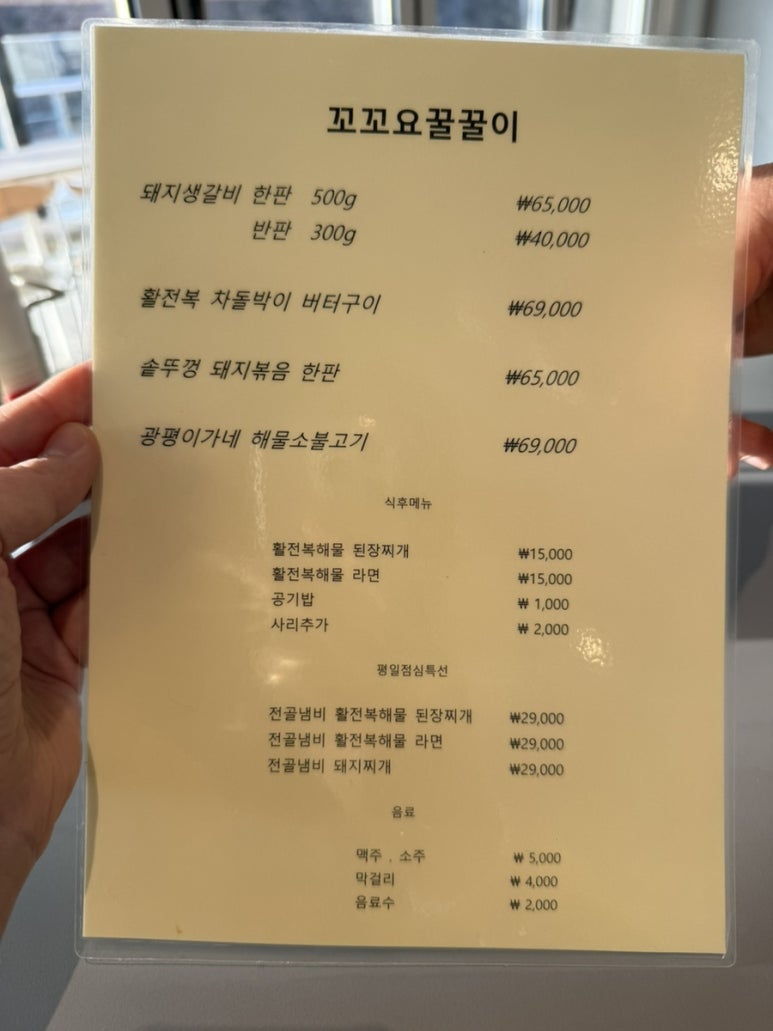 꼬꼬요꿀꿀이
돼지생갈비 한판 500g ₩65,000
반판 300g ₩40,000
활전복 차돌박이 버터구이 ₩69,000
솥뚜껑 돼지볶음 한판 ₩65,000
광평이가네 해물소불고기 ₩69,000
식후메뉴
활전복해물 된장찌개 ₩15,000
활전복해물 라면 ₩15,000
공기밥 ₩ 1,000
사리추가 ₩ 2,000
평일점심특선
전골냄비 활전복해물 된장찌개 ₩29,000
전골냄비 활전복해물 라면 ₩29,000
전골냄비 돼지찌개 ₩29,000
음료
맥주 . 소주 ₩ 5,000
막걸리 ₩ 4,000
음료수 ₩ 2,000